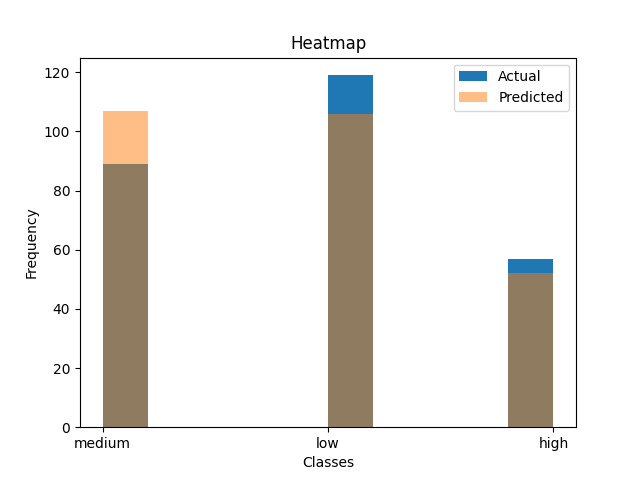 Heatmap
Actual
Predicted
120
100
80
60
40
20
0
Frequency
medium
low
high
Classes